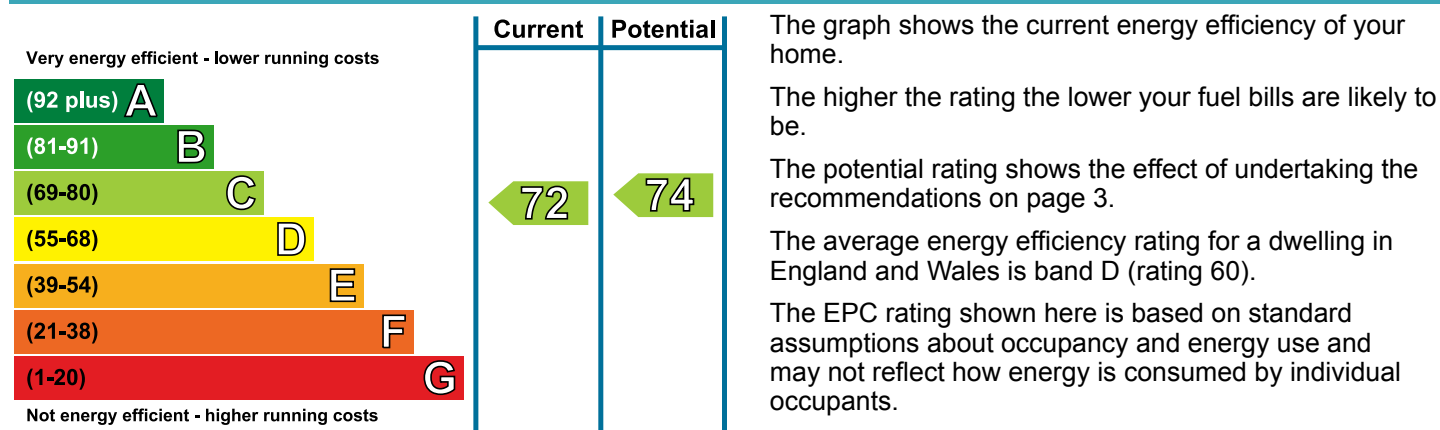 Current Potential
Very energy efficient - lower running costs
(92 plus) A
(81-91) B
(69-80) C
(55-68) D
(39-54) E
(21-38) F
(1-20) G
Not energy efficient - higher running costs
72
74
The graph shows the current energy efficiency of your
home.
The higher the rating the lower your fuel bills are likely to
be.
The potential rating shows the effect of undertaking the
recommendations on page 3.
The average energy efficiency rating for a dwelling in
England and Wales is band D (rating 60).
The EPC rating shown here is based on standard
assumptions about occupancy and energy use and
may not reflect how energy is consumed by individual
occupants.